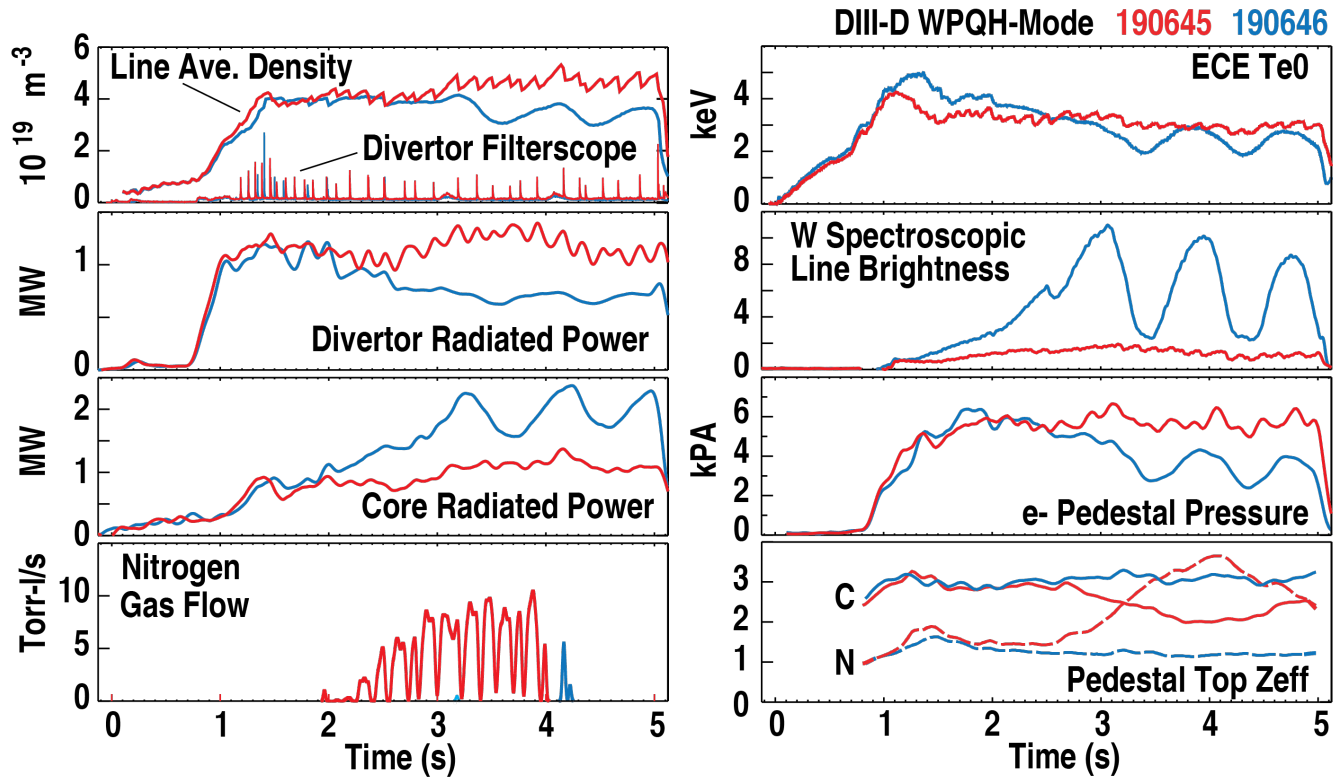 DIII-D WPQH-Mode 190645 190646
10 19 m-3
6
4
2
0
Line Ave. Density
Divertor Filterscope
MW
1
0
Divertor Radiated Power
MW
2
1
0
Core Radiated Power
Torr-l/s
10
5
0
Nitrogen
Gas Flow
0 1 2 3 4 5
Time (s)
keV
4
2
0
ECE Te0
8
4
0
W Spectroscopic
Line Brightness
kPA
6
4
2
0
e- Pedestal Pressure
3
2
1
0
C
N
Pedestal Top Zeff
0 1 2 3 4 5
Time (s)